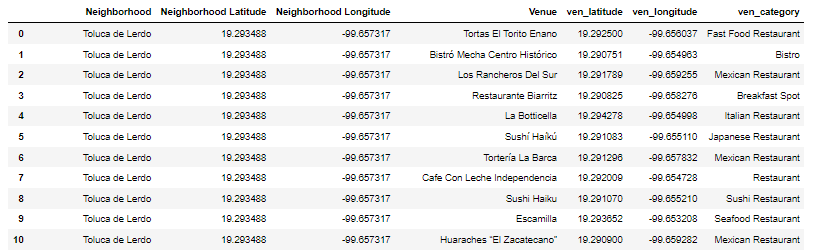 Neighborhood Neighborhood Latitude Neighborhood Longitude Venue ven_latitude ven_longitude ven_category
0 Toluca de Lerdo 19.293488 -99.657317 Tortas El Torito Enano 19.292500 -99.656037 Fast Food Restaurant
1 Toluca de Lerdo 19.293488 -99.657317 Bistró Mecha Centro Histórico 19.290751 -99.654963 Bistro
2 Toluca de Lerdo 19.293488 -99.657317 Los Rancheros Del Sur 19.291789 -99.659255 Mexican Restaurant
3 Toluca de Lerdo 19.293488 -99.657317 Restaurante Biarritz 19.290825 -99.658276 Breakfast Spot
4 Toluca de Lerdo 19.293488 -99.657317 La Botticella 19.294278 -99.654998 Italian Restaurant
5 Toluca de Lerdo 19.293488 -99.657317 Sushí Haíkú 19.291083 -99.655110 Japanese Restaurant
6 Toluca de Lerdo 19.293488 -99.657317 Tortería La Barca 19.291296 -99.657832 Mexican Restaurant
7 Toluca de Lerdo 19.293488 -99.657317 Cafe Con Leche Independencia 19.292009 -99.654728 Restaurant
8 Toluca de Lerdo 19.293488 -99.657317 Sushi Haiku 19.291070 -99.655210 Sushi Restaurant
9 Toluca de Lerdo 19.293488 -99.657317 Escamilla 19.293652 -99.653208 Seafood Restaurant
10 Toluca de Lerdo 19.293488 -99.657317 Huaraches “El Zacatecano” 19.290900 -99.659282 Mexican Restaurant